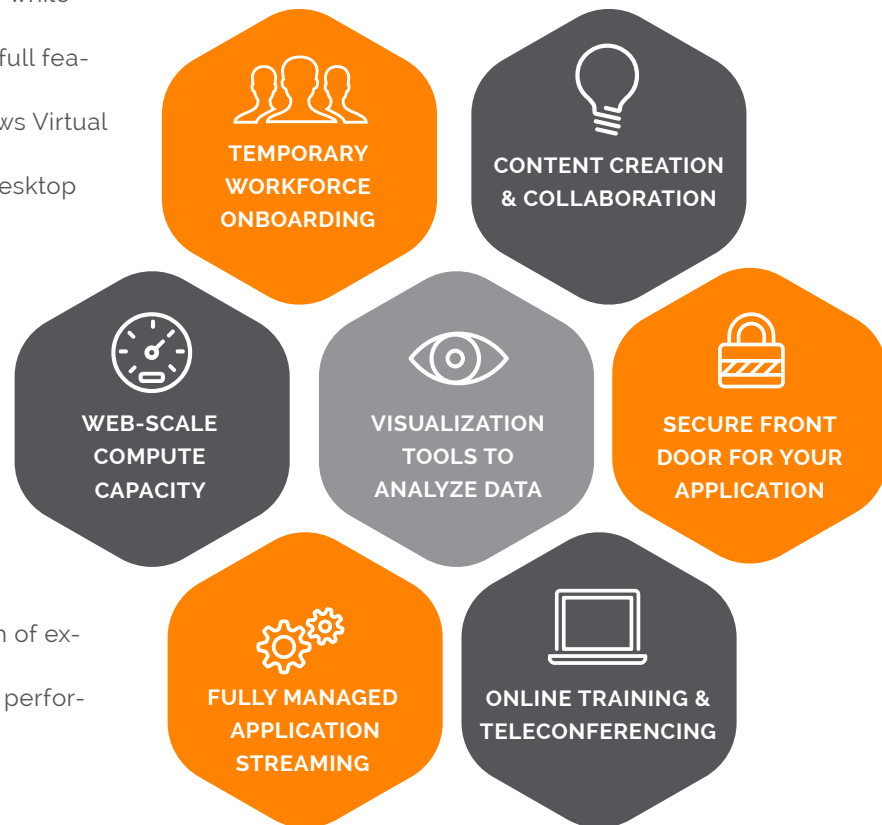 while
full fea-
ws Virtual
esktop
TEMPORARY
WORKFORCE
ONBOARDING
CONTENT CREATION
& COLLABORATION
WEB-SCALE
COMPUTE
CAPACITY
VISUALIZATION
TOOLS TO
ANALYZE DATA
SECURE FRONT
DOOR FOR YOUR
APPLICATION
n of ex-
perfor-
FULLY MANAGED
APPLICATION
STREAMING
ONLINE TRAINING &
TELECONFERENCING